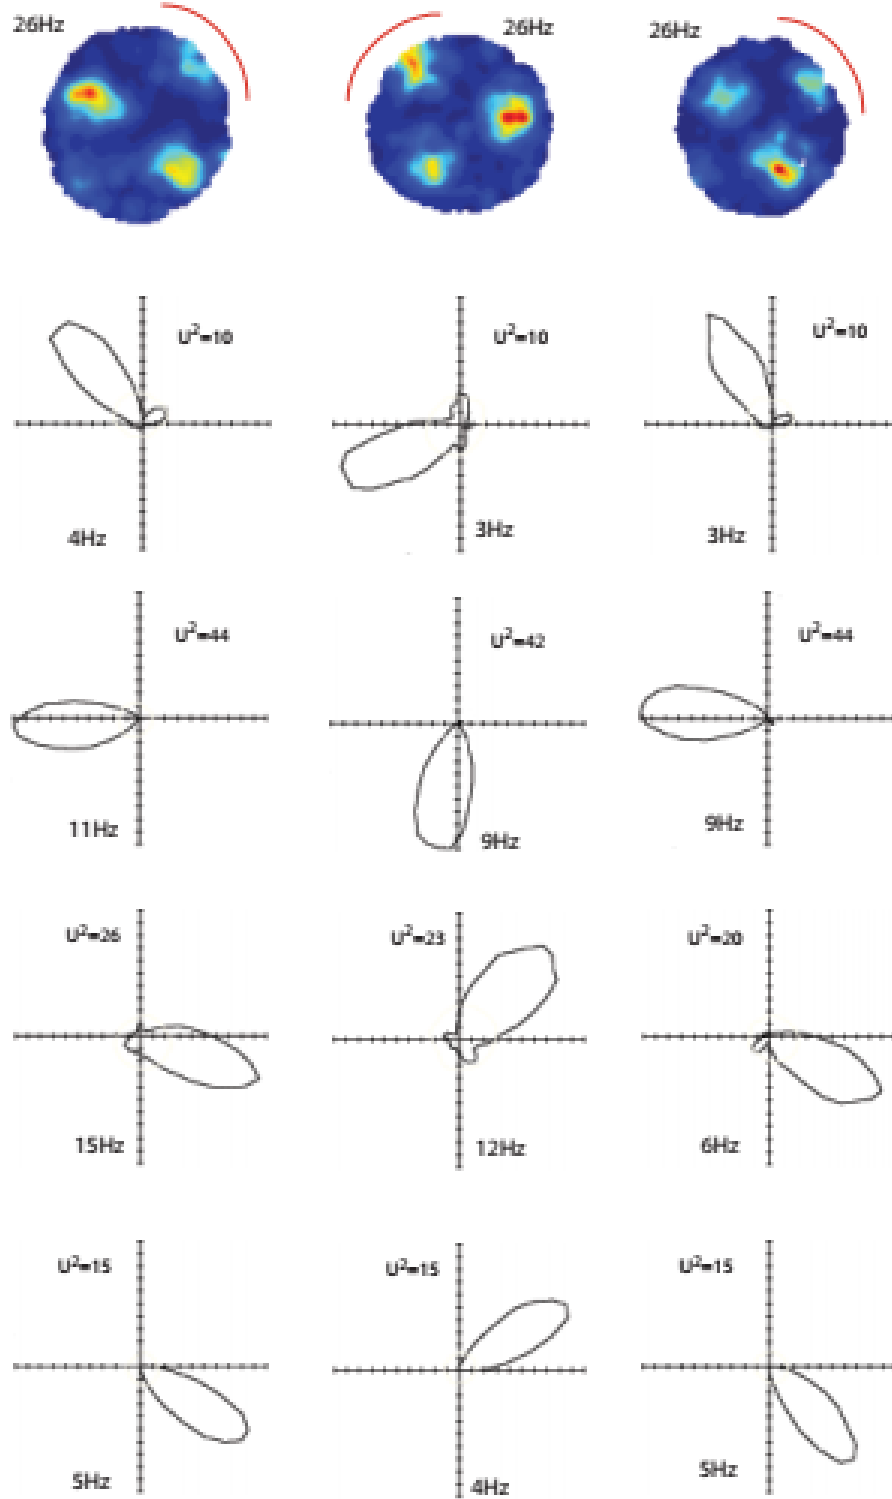 26Hz 26Hz 26Hz
U²=10 U²=10 U²=10
4Hz 3Hz 3Hz
U²=44 U²=42 U²=44
11Hz 9Hz 9Hz
U²=26 U²=23 U²=20
15Hz 12Hz 6Hz
U²=15 U²=15 U²=15
5Hz 4Hz 5Hz